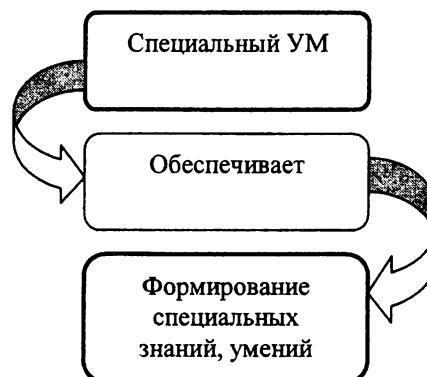 Специальный УМ
Обеспечивает
Формирование
специальных
знаний, умений